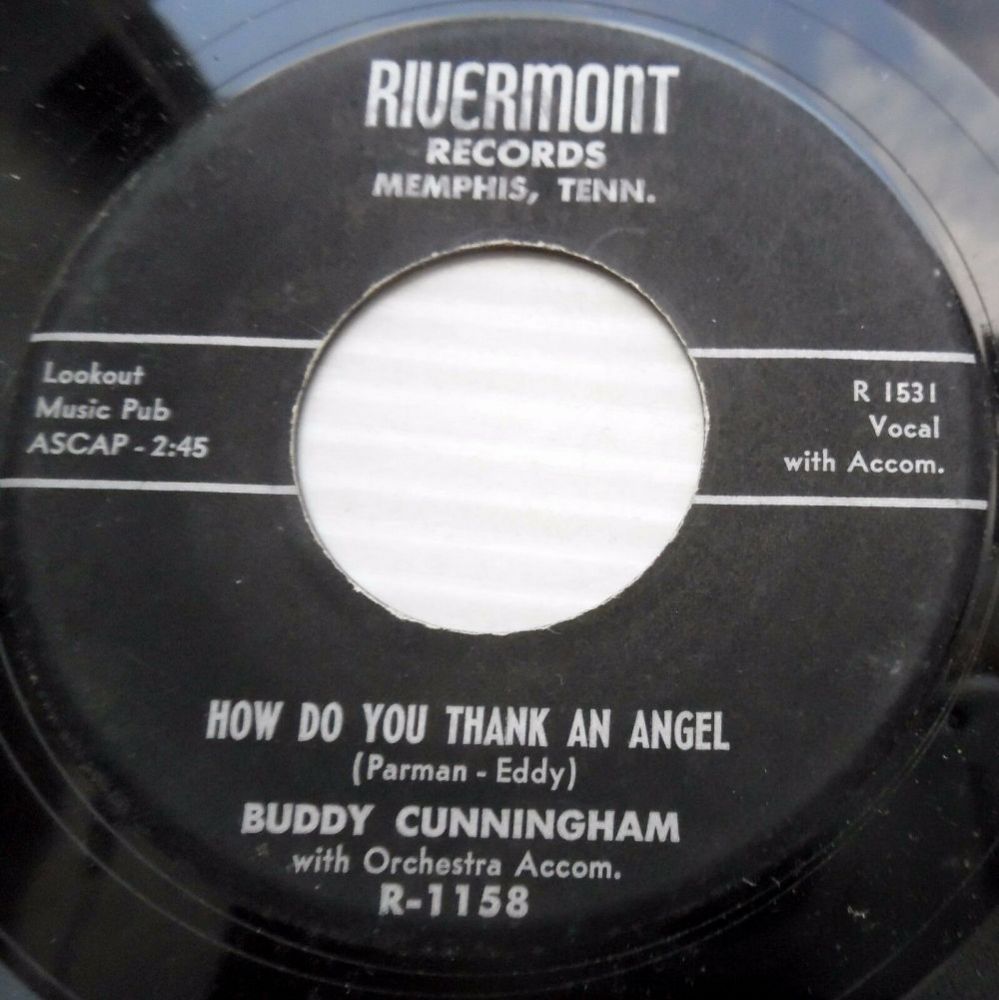 RIVERMONT
RECORDS
MEMPHIS, TENN.
Lookout
Music Pub
ASCAP - 2:45
R 1531
Vocal
with Accom.
HOW DO YOU THANK AN ANGEL
(Parman - Eddy)
BUDDY CUNNINGHAM
with Orchestra Accom.
R-1158